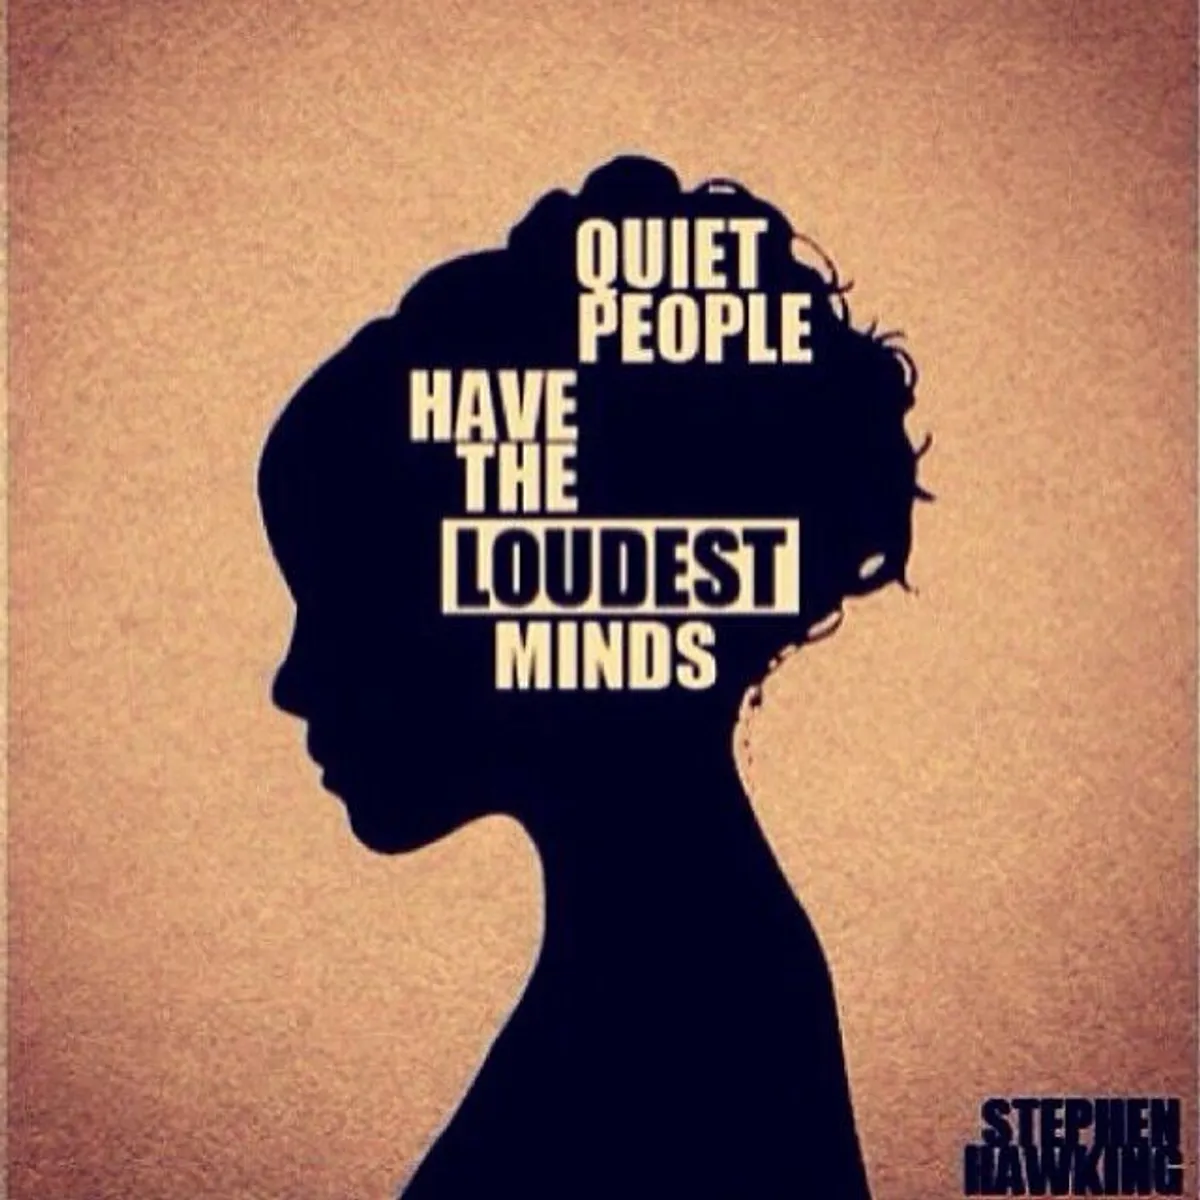 QUIET
PEOPLE
HAVE
THE
LOUDEST
MINDS
STEPHEN
HAWKING